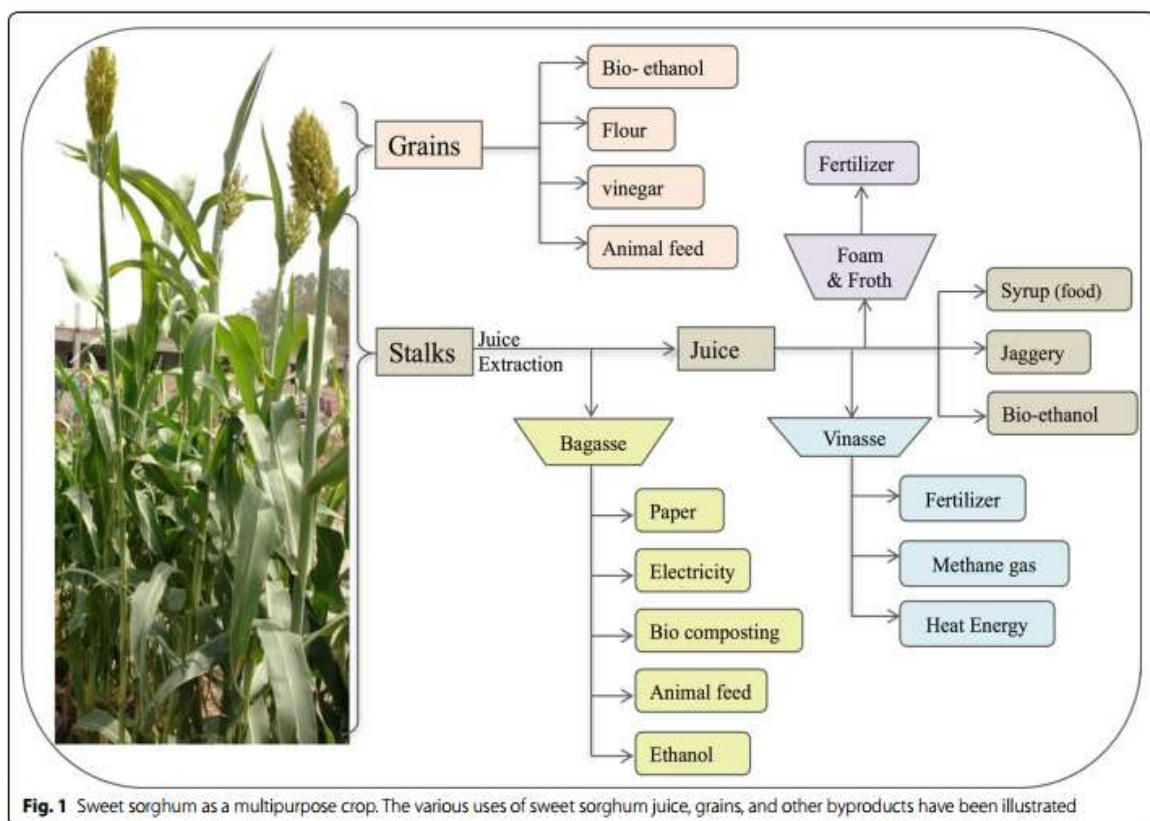 Grains
Bio- ethanol
Flour
vinegar
Animal feed
Stalks
Juice
Extraction
Juice
Foam
& Froth
Fertilizer
Syrup (food)
Jaggery
Bio-ethanol
Bagasse
Paper
Electricity
Bio composting
Animal feed
Ethanol
Vinasse
Fertilizer
Methane gas
Heat Energy
Fig. 1 Sweet sorghum as a multipurpose crop. The various uses of sweet sorghum juice, grains, and other byproducts have been illustrated